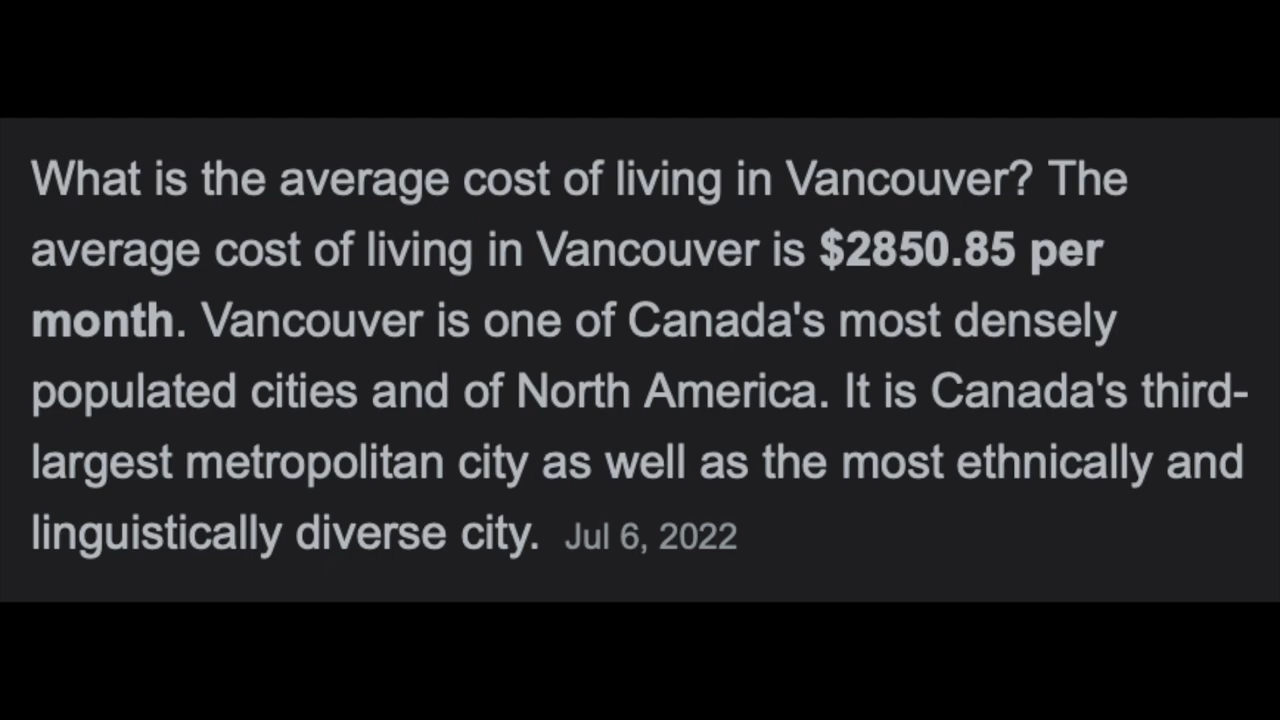 What is the average cost of living in Vancouver? The
average cost of living in Vancouver is $2850.85 per
month. Vancouver is one of Canada's most densely
populated cities and of North America. It is Canada's third-
largest metropolitan city as well as the most ethnically and
linguistically diverse city. Jul 6, 2022